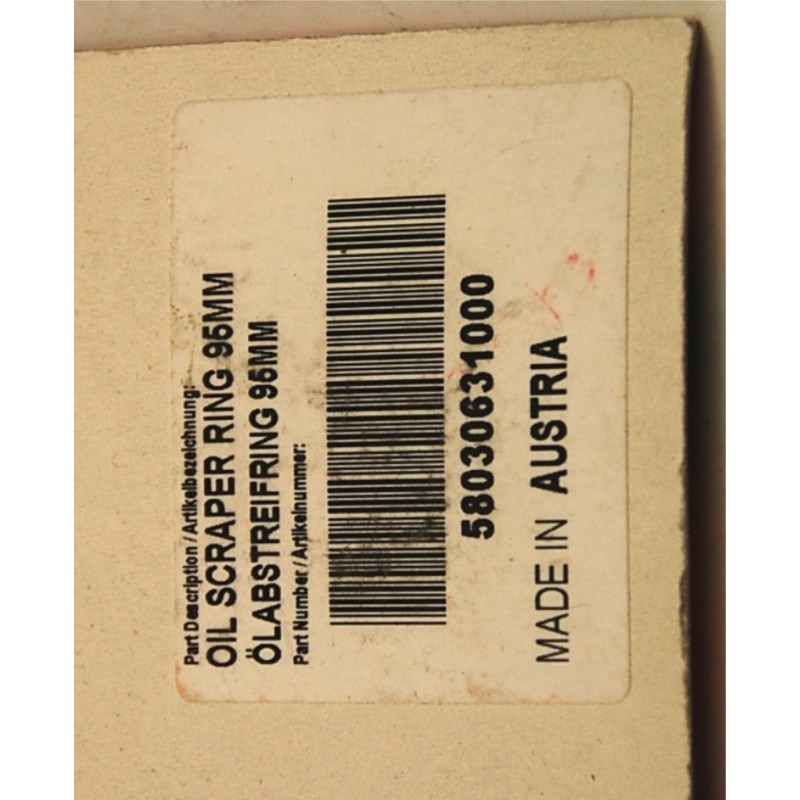 Part Description / Artikelbezeichnung:
OIL SCRAPER RING 95MM
ÖLABSTREIFRING 95MM
Part Number / Artikelnummer:
58030631000
MADE IN AUSTRIA